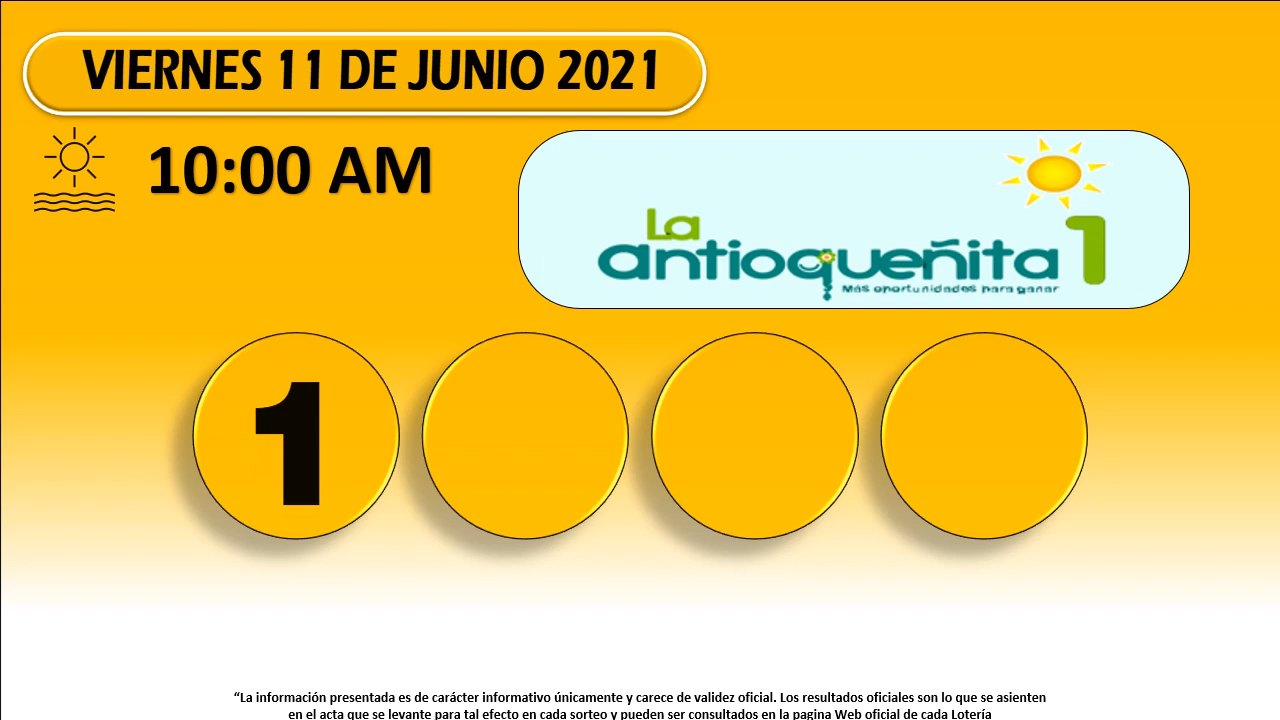 VIERNES 11 DE JUNIO 2021
10:00 AM
La
antioqueñita 1
Más oportunidades para ganar
1
“La información presentada es de carácter informativo únicamente y carece de validez oficial. Los resultados oficiales son lo que se asienten
en el acta que se levante para tal efecto en cada sorteo y pueden ser consultados en la pagina Web oficial de cada Lotería